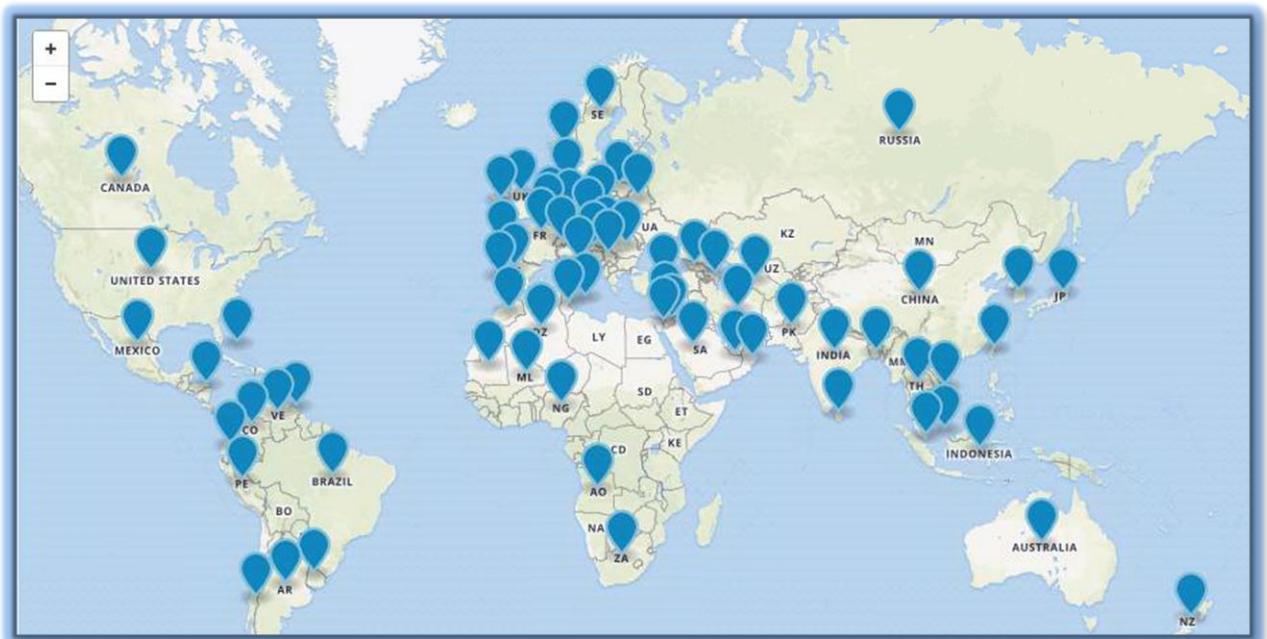 +
−
SE
RUSSIA
CANADA
UK
UA
KZ
FR
MN
UNITED STATES
UZ
CHINA
JP
MEXICO
DZ
LY
EG
SA
PK
INDIA
MM
ML
TH
NG
SD
ET
VE
CO
KE
CD
INDONESIA
PE
BRAZIL
AO
BO
NA
AUSTRALIA
ZA
AR
NZ